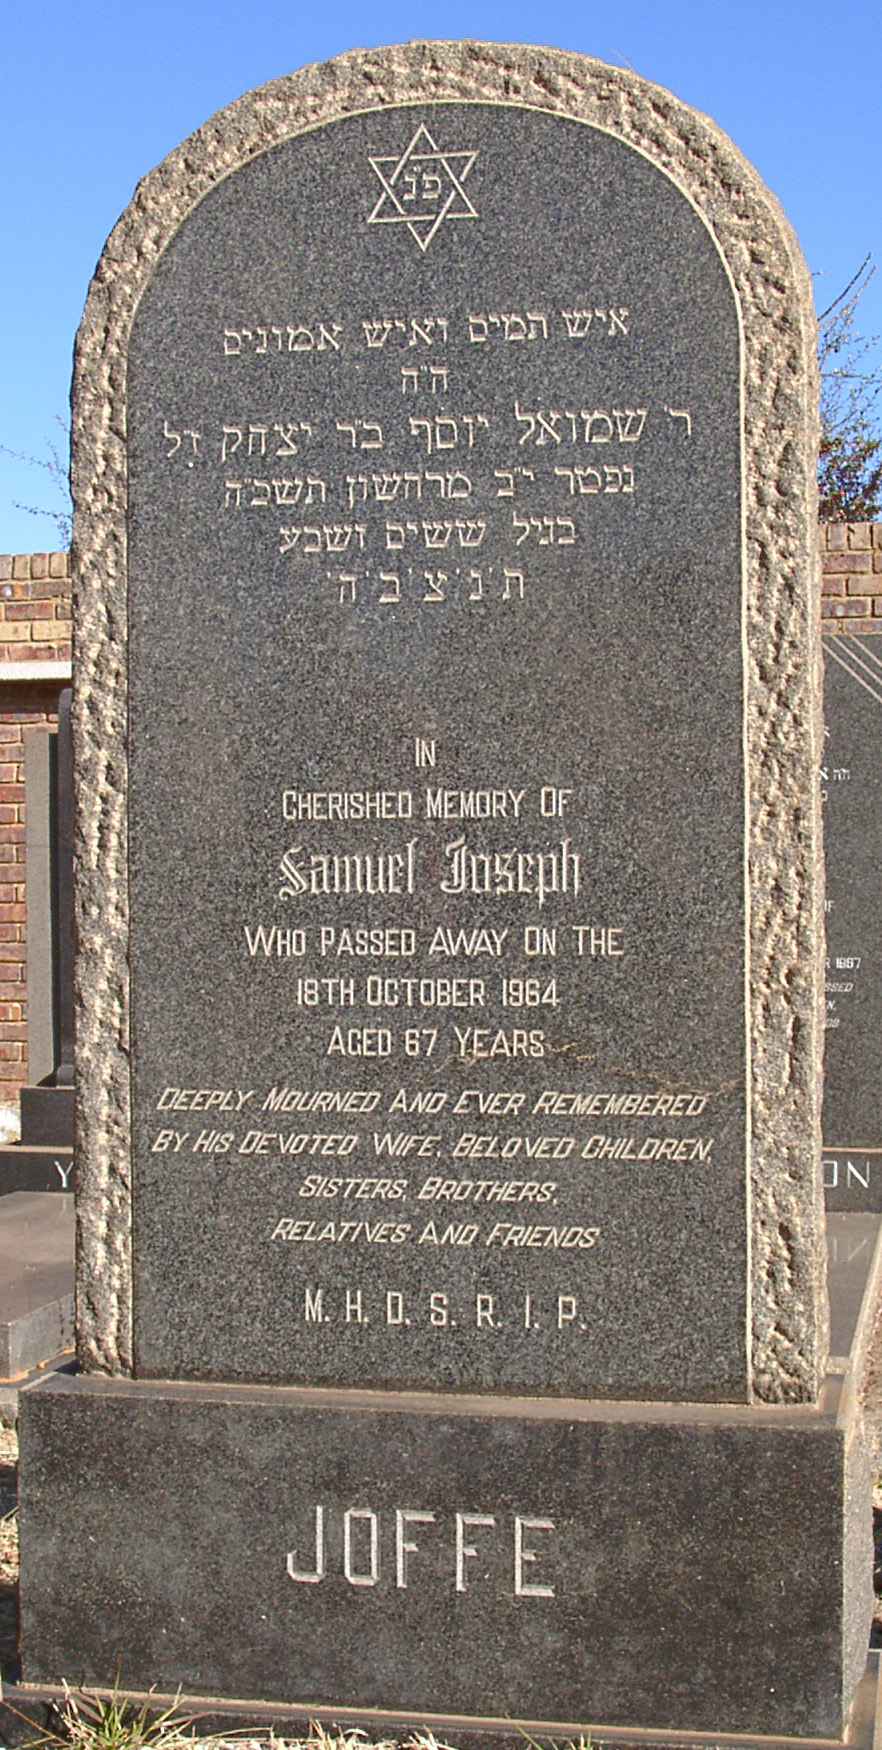 פ״נ
איש תמים ואיש אמונים
ה״ה
ר׳ שמואל יוסף ב״ר יצחק ז״ל
נפטר י״ב מרחשון תשכ״ה
בגיל ששים ושבע
ת׳נ׳צ׳ב׳ה׳
IN
CHERISHED MEMORY OF
Samuel Joseph
WHO PASSED AWAY ON THE
18TH OCTOBER 1964
AGED 67 YEARS
DEEPLY MOURNED AND EVER REMEMBERED
BY HIS DEVOTED WIFE, BELOVED CHILDREN,
SISTERS, BROTHERS,
RELATIVES AND FRIENDS
M.H.D.S.R.I.P.
JOFFE